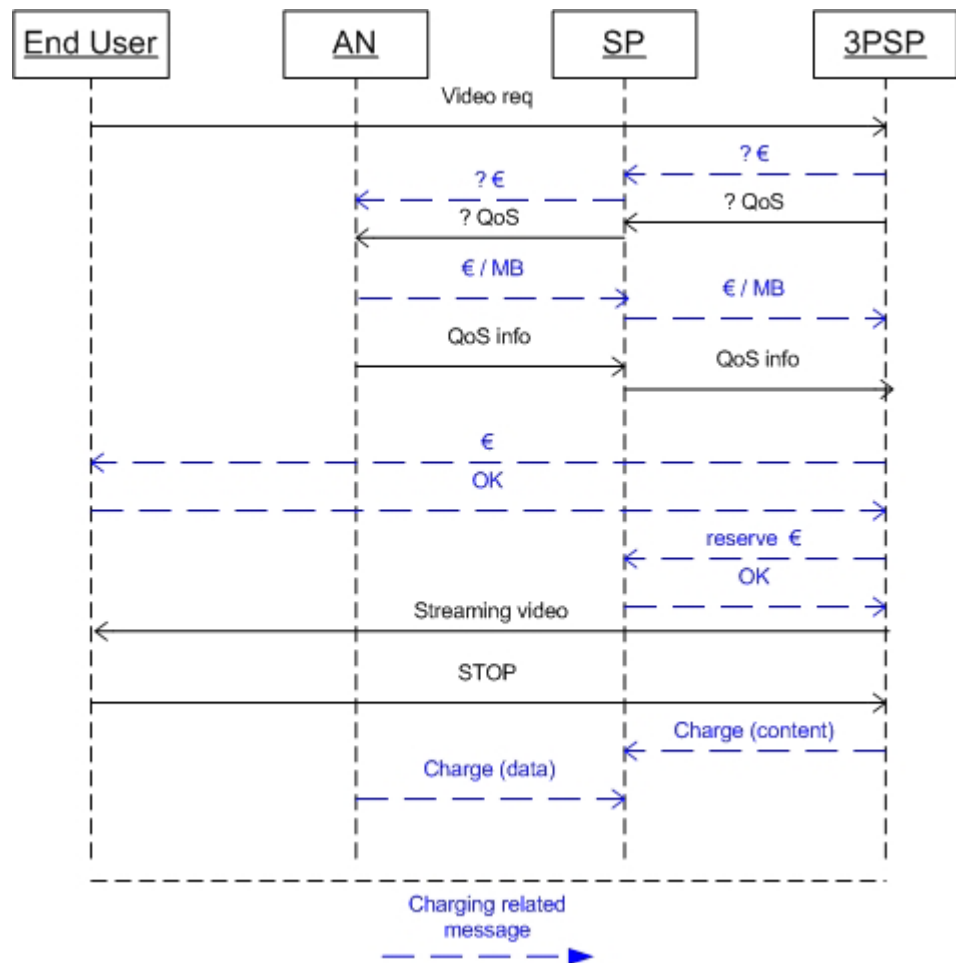 End User
AN
SP
3PSP
Video req
? €
? €
? QoS
? QoS
€ / MB
€ / MB
QoS info
QoS info
€
OK
reserve €
OK
Streaming video
STOP
Charge (content)
Charge (data)
Charging related
message